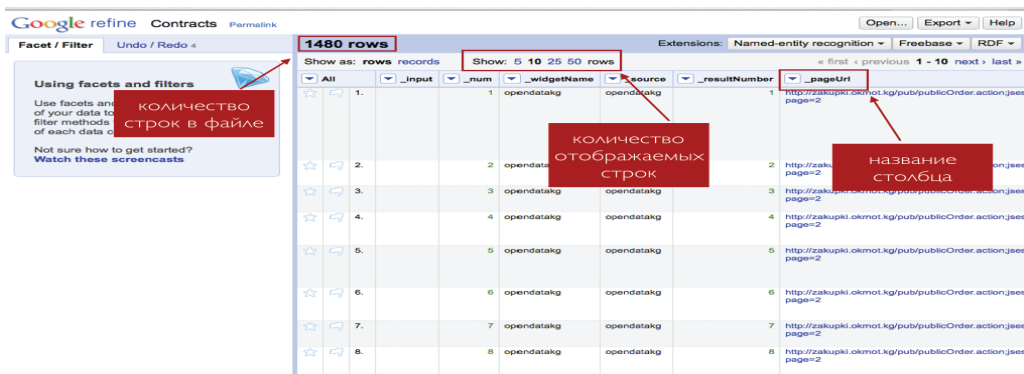 Google refine Contracts Permalink Open... Export Help
Facet / Filter Undo / Redo 4 1480 rows Extensions: Named-entity recognition Freebase RDF
Show as: rows records Show: 5 10 25 50 rows « first ‹ previous 1 - 10 next › last »
Using facets and filters
Use facets and
of your data to
filter methods
of each data
Not sure how to get started?
Watch these screencasts
количество
строк в файле
All _input _num _widgetName source _resultNumber _pageUrl
1. 1 opendatakg opendatakg 1 http://zakupki.okmot.kg/pub/publicOrder.action;jses
page=2
количество
отображаемых
строк
название
столбца
2. 2 2 http://zakupki.okmot.kg/pub/publicOrder.action;jses
page=2
3. 3 opendatakg opendatakg 3 http://zakupki.okmot.kg/pub/publicOrder.action;jses
page=2
4. 4 opendatakg opendatakg 4 http://zakupki.okmot.kg/pub/publicOrder.action;jses
page=2
5. 5 opendatakg opendatakg 5 http://zakupki.okmot.kg/pub/publicOrder.action;jses
page=2
6. 6 opendatakg opendatakg 6 http://zakupki.okmot.kg/pub/publicOrder.action;jses
page=2
7. 7 opendatakg opendatakg 7 http://zakupki.okmot.kg/pub/publicOrder.action;jses
page=2
8. 8 opendatakg opendatakg 8 http://zakupki.okmot.kg/pub/publicOrder.action;jses
page=2